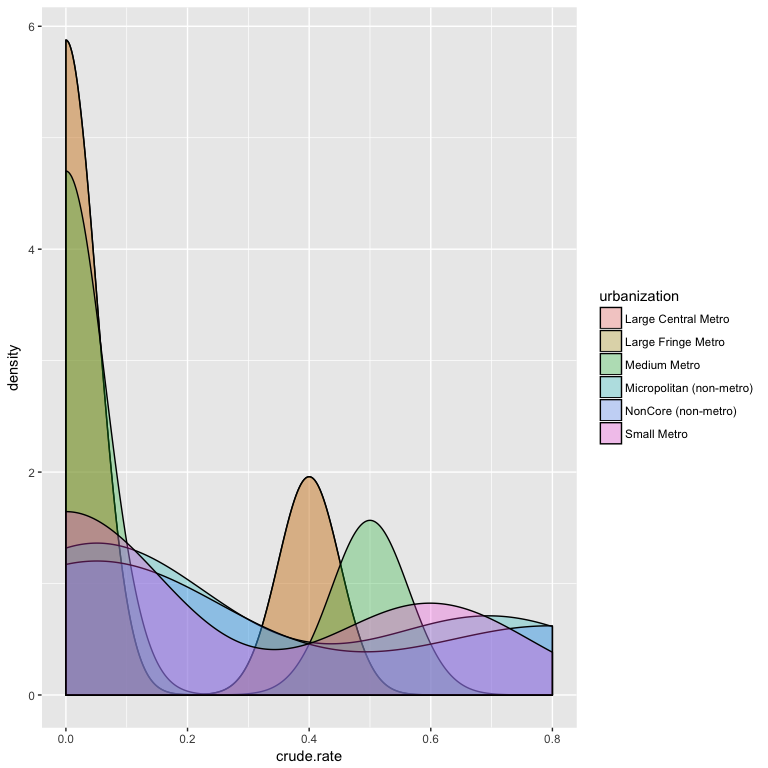 6
4
2
0
density
0.0 0.2 0.4 0.6 0.8
crude.rate
urbanization
Large Central Metro
Large Fringe Metro
Medium Metro
Micropolitan (non-metro)
NonCore (non-metro)
Small Metro